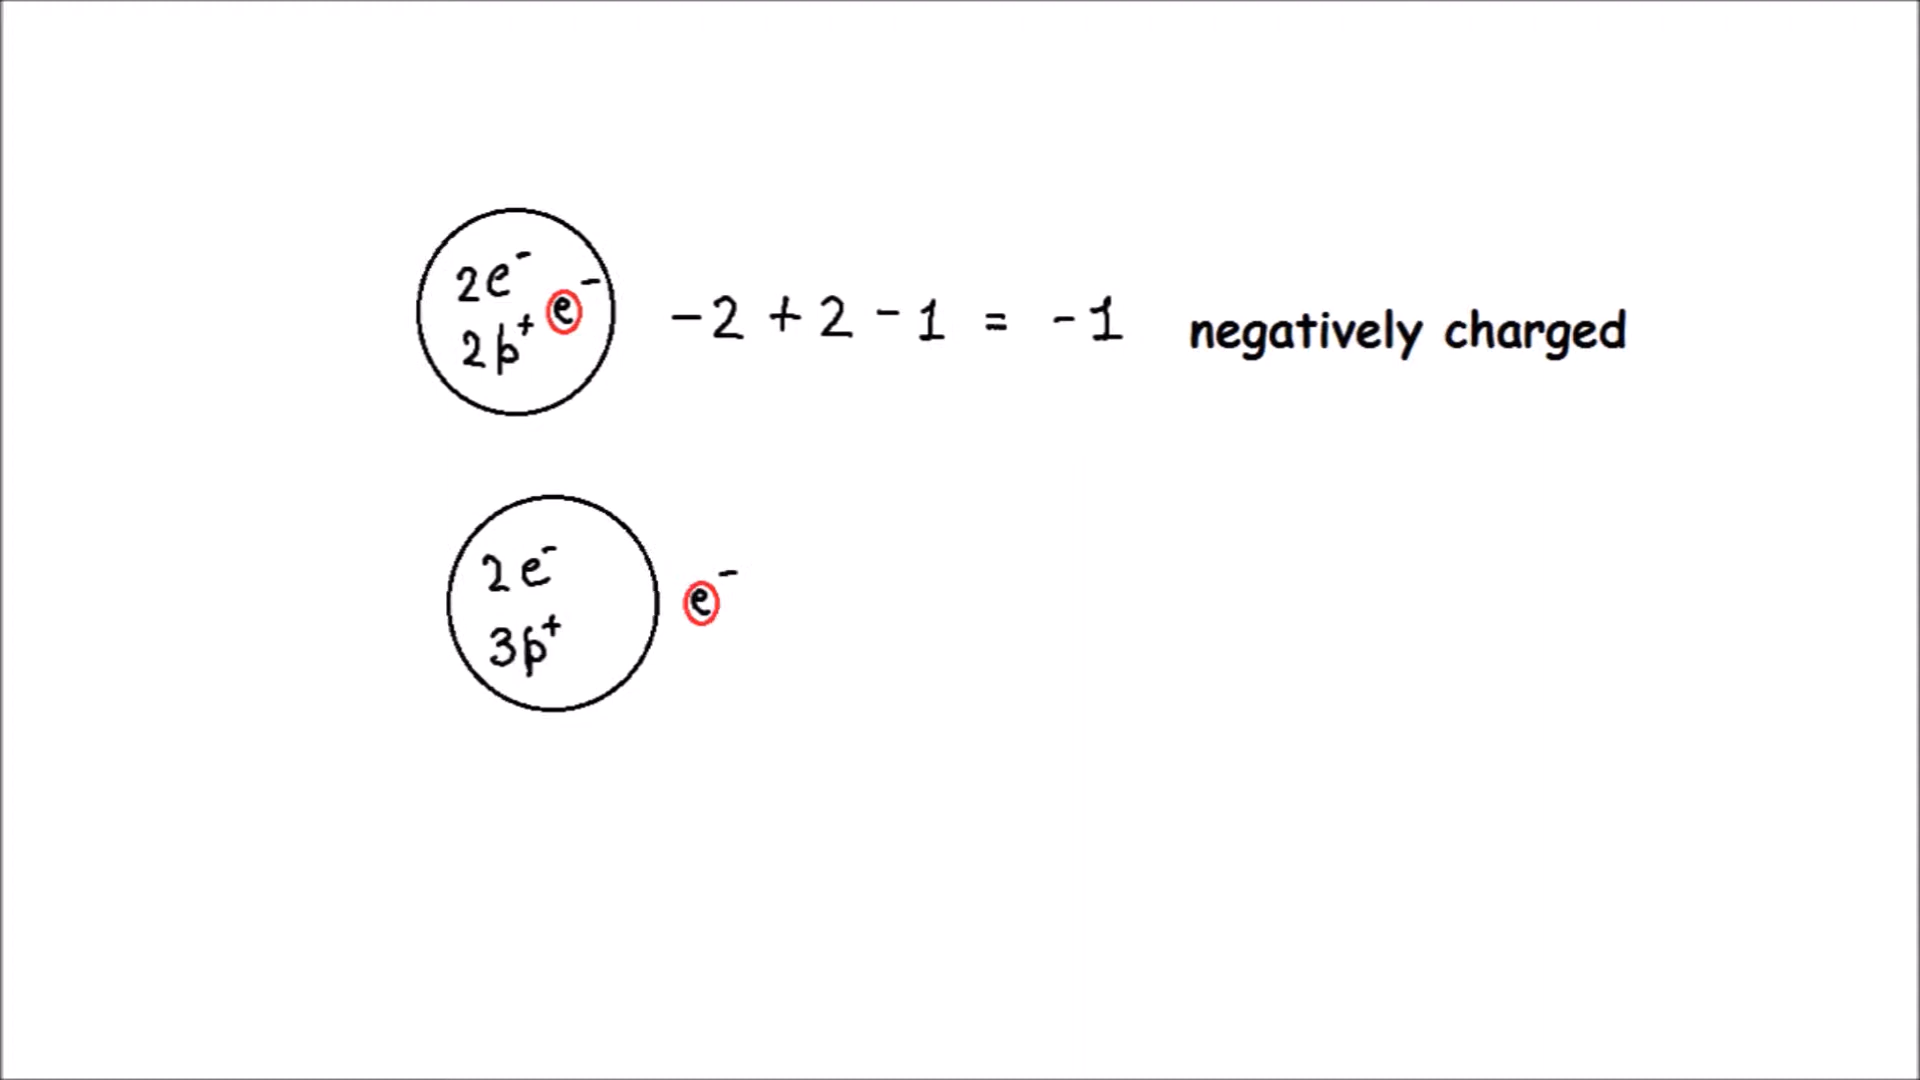 2e⁻
2p⁺ e⁻ -2 + 2 - 1 = -1 negatively charged
2e⁻ e⁻
3p⁺